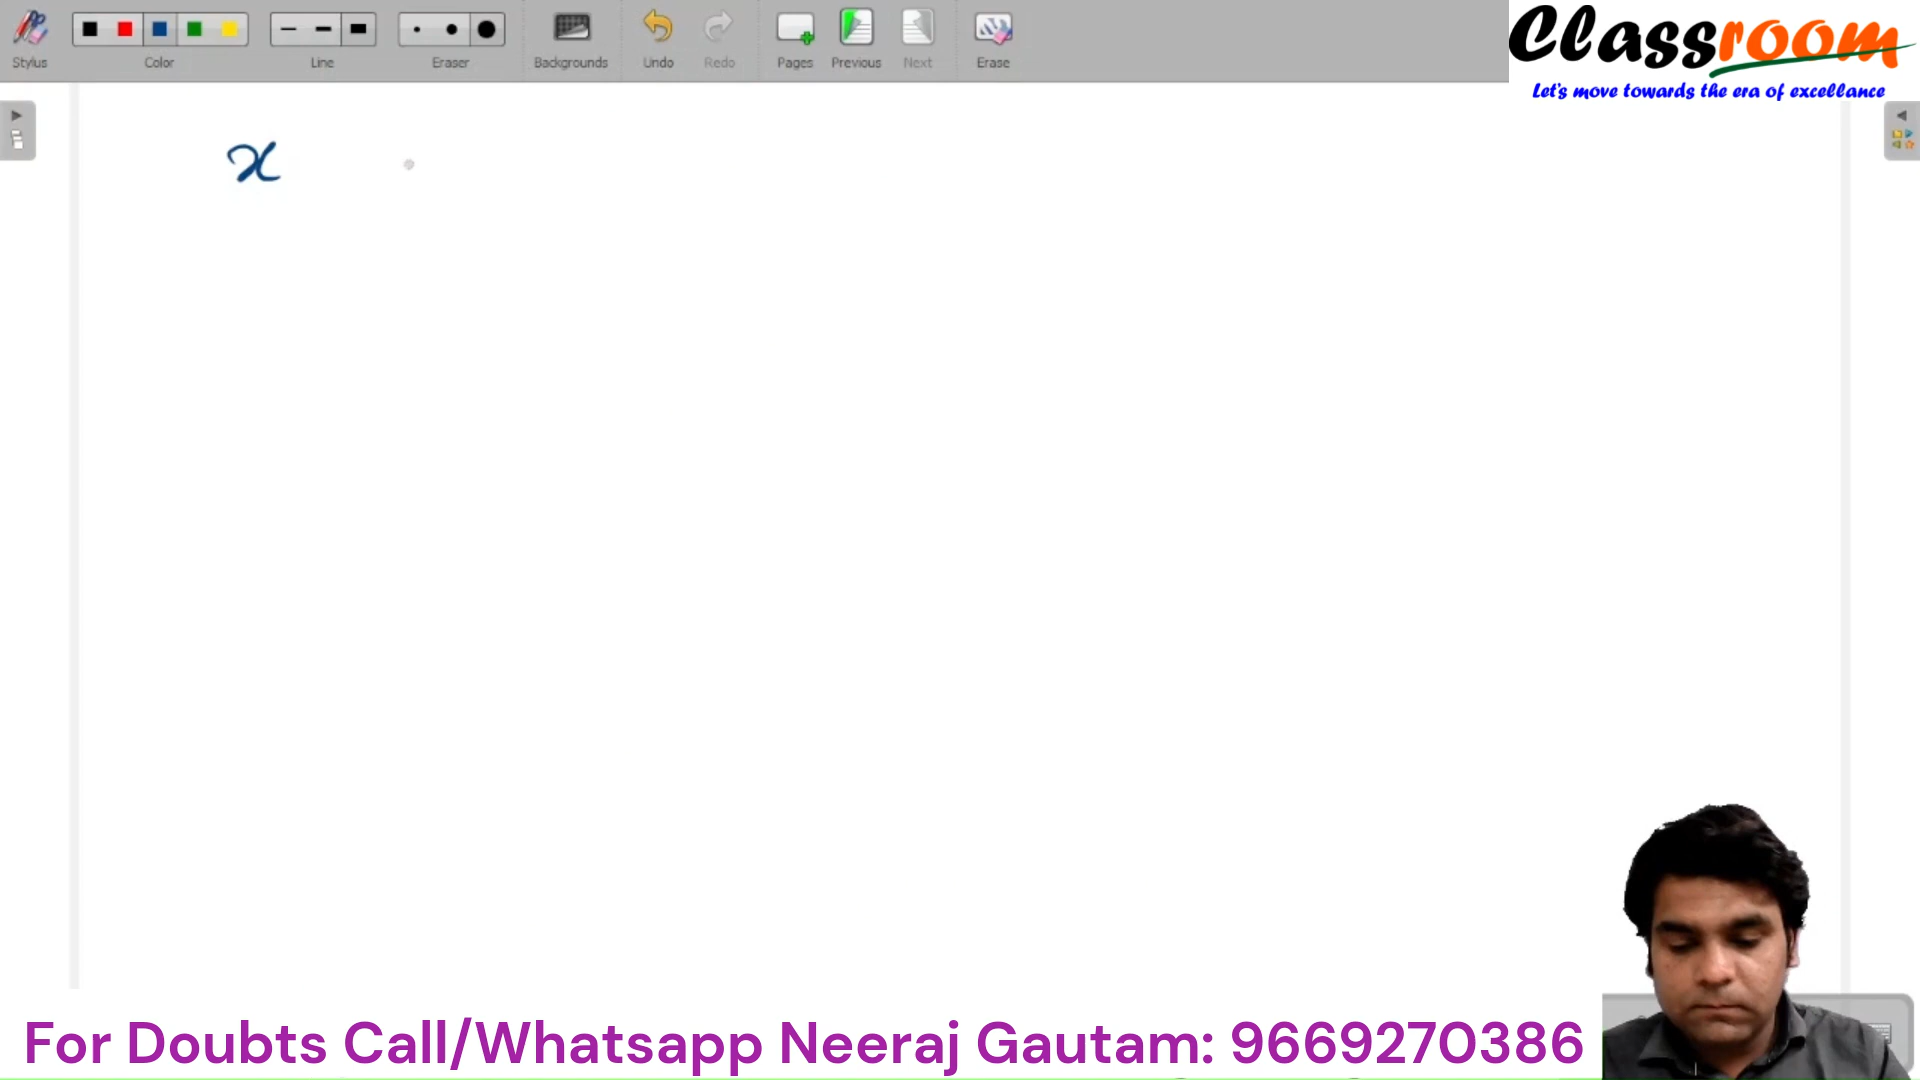 Stylus Color Line Eraser Backgrounds Undo Redo Pages Previous Next Erase
Classroom
Let's move towards the era of excellance
x
For Doubts Call/Whatsapp Neeraj Gautam: 9669270386